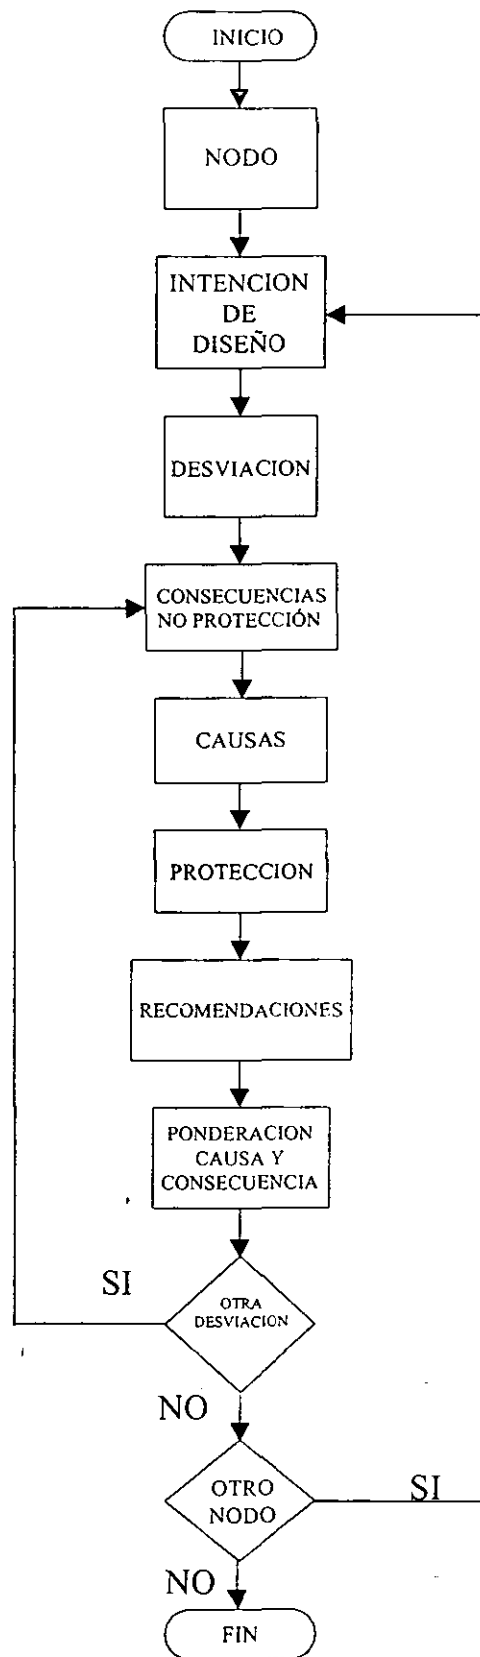 INICIO
NODO
INTENCION
DE
DISEÑO
DESVIACION
CONSECUENCIAS
NO PROTECCIÓN
CAUSAS
PROTECCION
RECOMENDACIONES
PONDERACION
CAUSA Y
CONSECUENCIA
SI
OTRA
DESVIACION
NO
OTRO
NODO
SI
NO
FIN